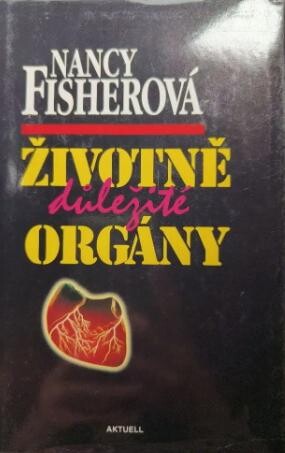 NANCY
FISHEROVÁ
ŽIVOTNĚ
důležité
ORGÁNY
AKTUELL